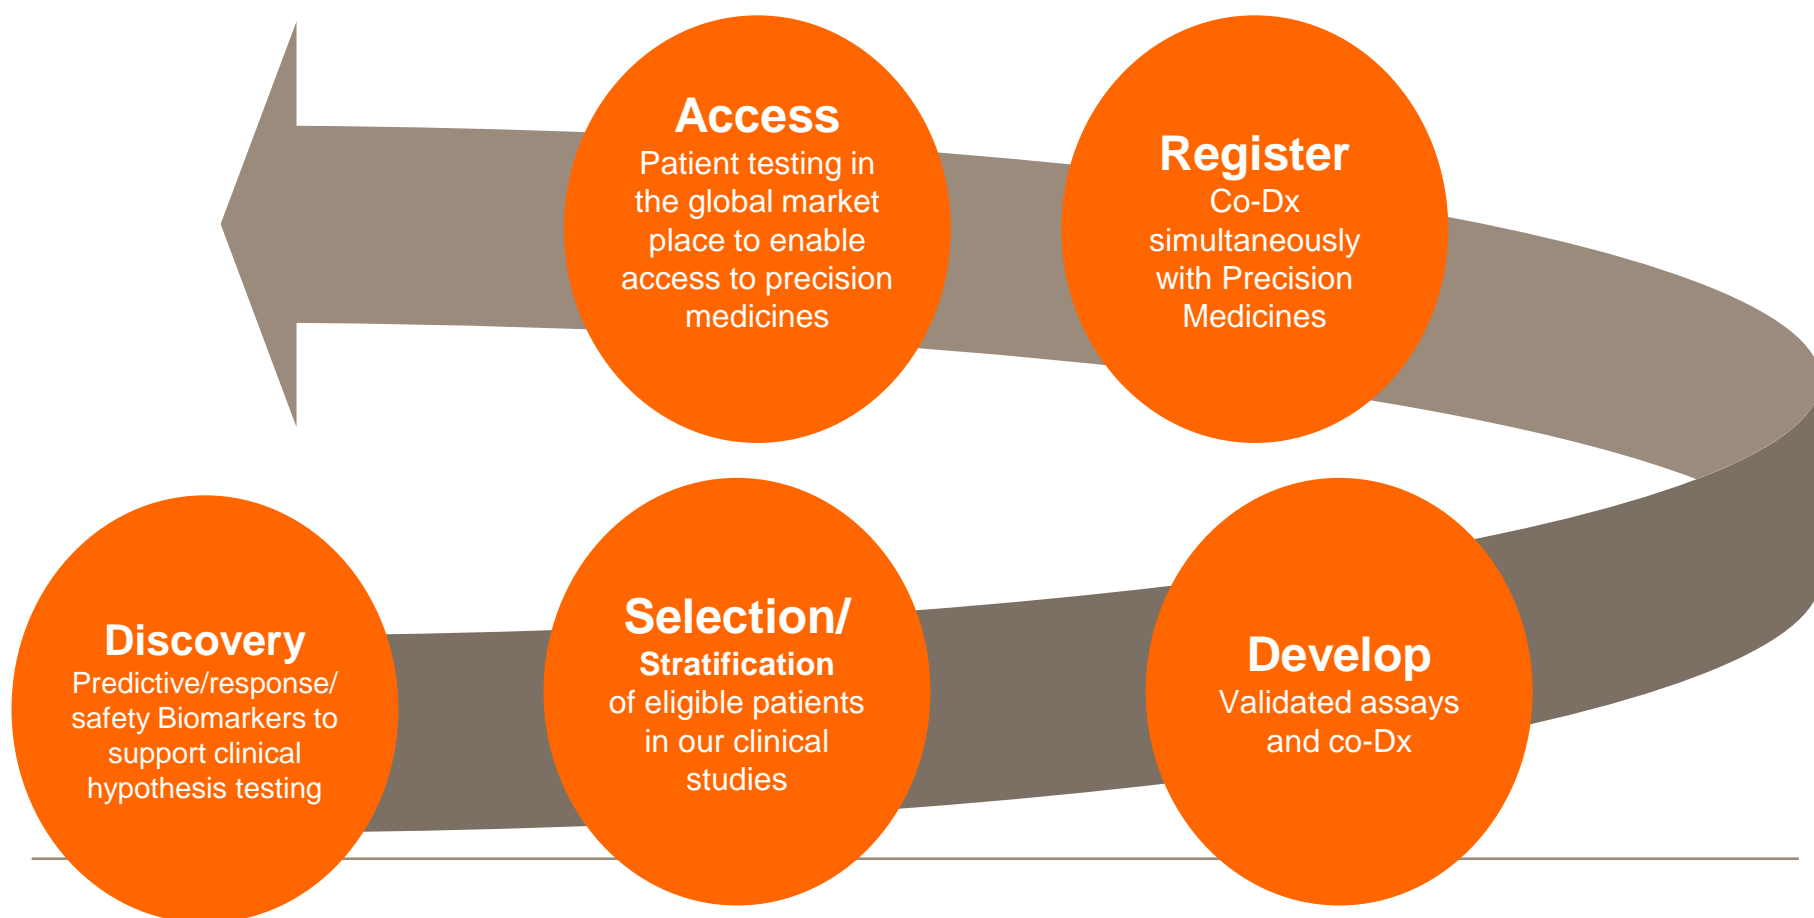 Access
Patient testing in
the global market
place to enable
access to precision
medicines
Register
Co-Dx
simultaneously
with Precision
Medicines
Discovery
Predictive/response/
safety Biomarkers to
support clinical
hypothesis testing
Selection/
Stratification
of eligible patients
in our clinical
studies
Develop
Validated assays
and co-Dx